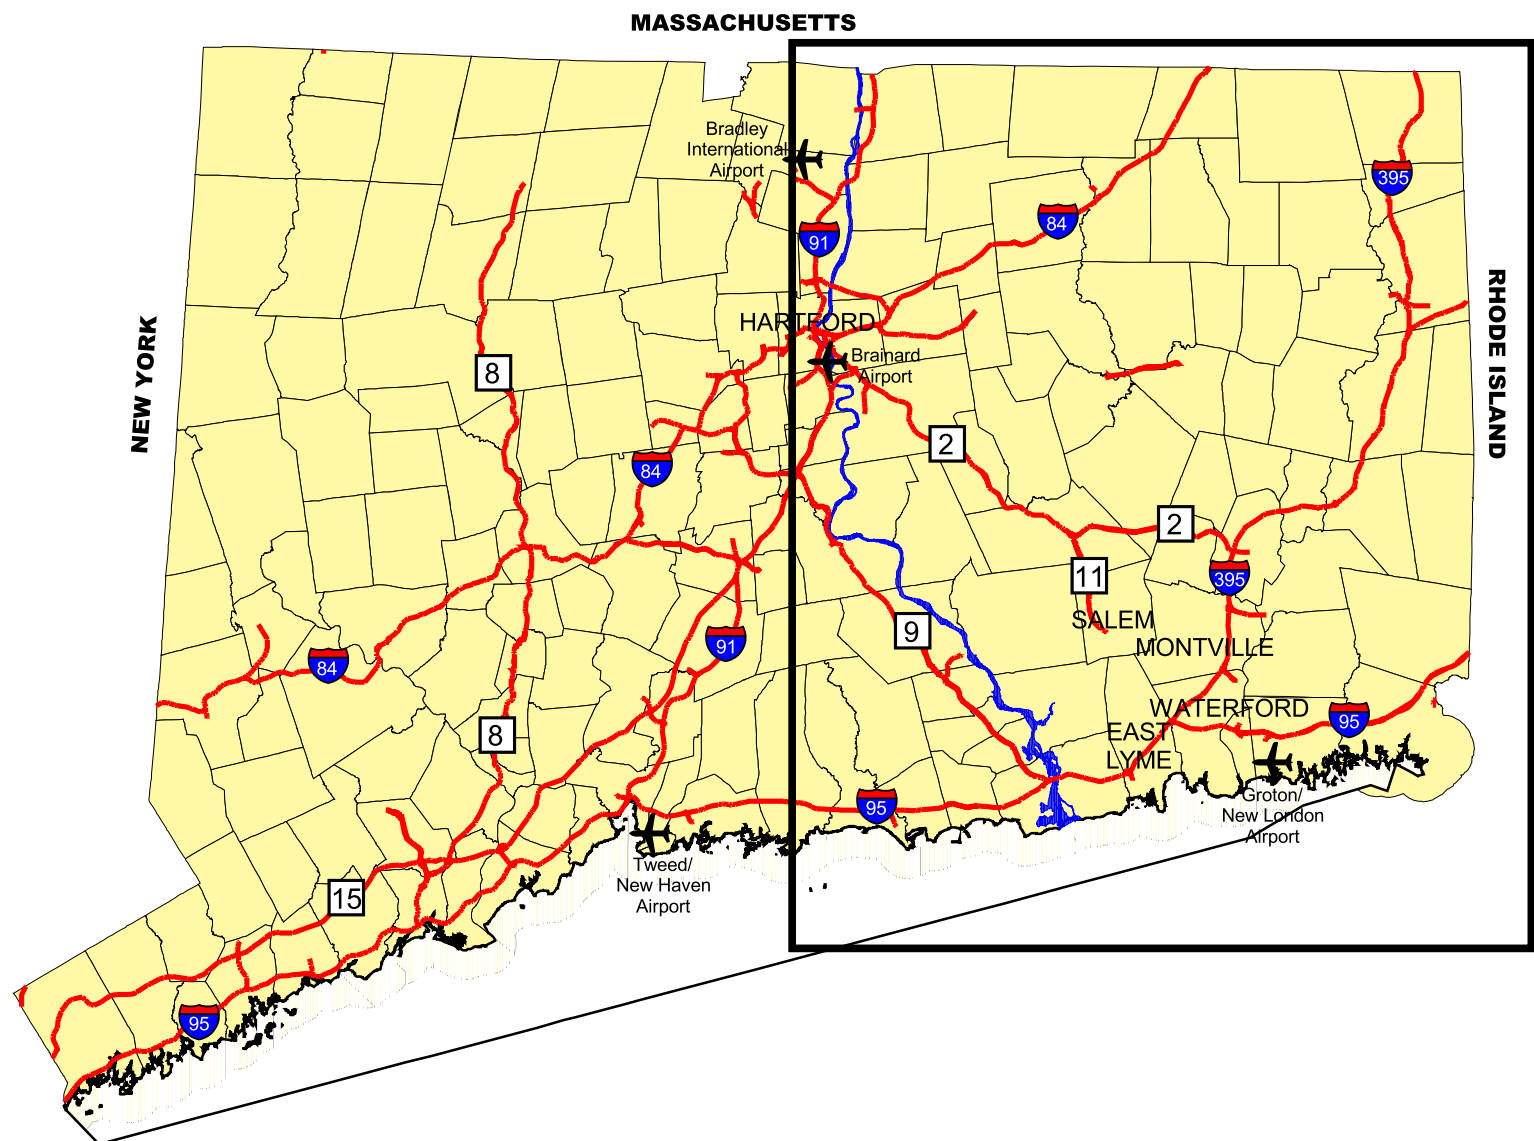 MASSACHUSETTS
Bradley
International
Airport
395
84
91
NEW YORK
RHODE ISLAND
HARTFORD
Brainard
Airport
8
2
84
2
11
395
SALEM
9
MONTVILLE
91
84
WATERFORD
95
EAST
LYME
8
Groton/
New London
Airport
95
Tweed/
New Haven
Airport
15
95